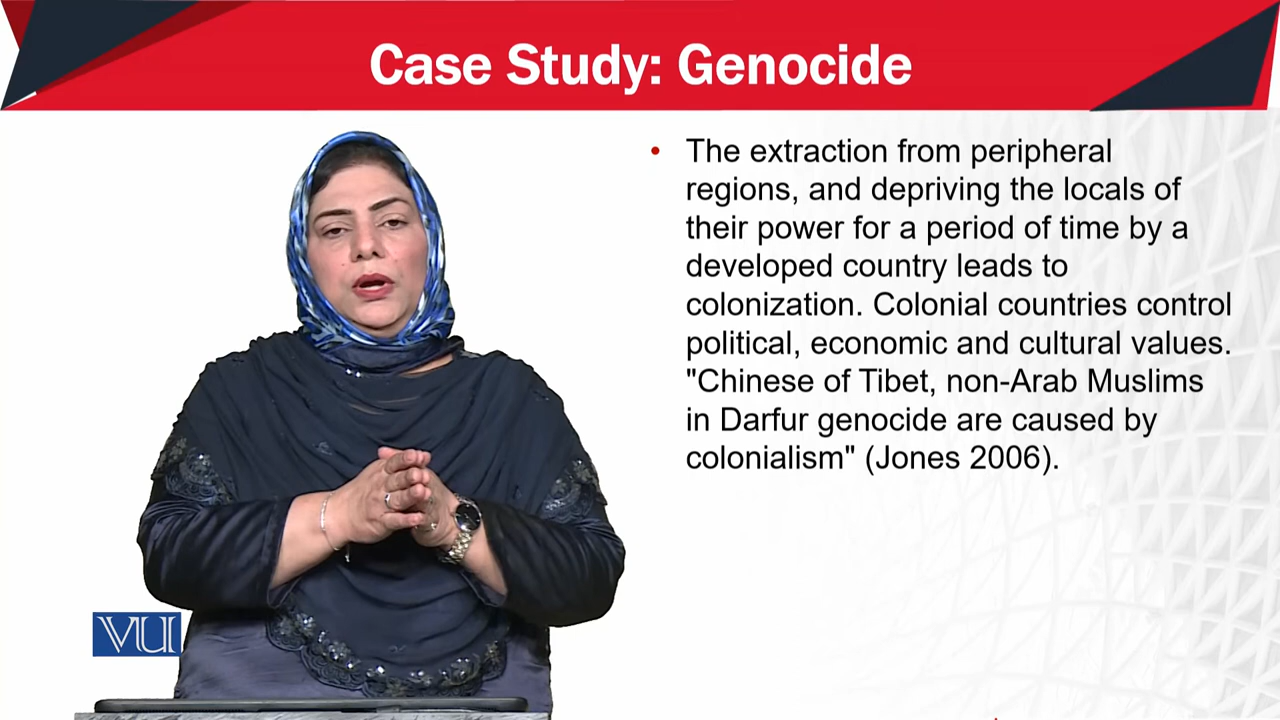 Case Study: Genocide
• The extraction from peripheral
regions, and depriving the locals of
their power for a period of time by a
developed country leads to
colonization. Colonial countries control
political, economic and cultural values.
"Chinese of Tibet, non-Arab Muslims
in Darfur genocide are caused by
colonialism" (Jones 2006).
VU